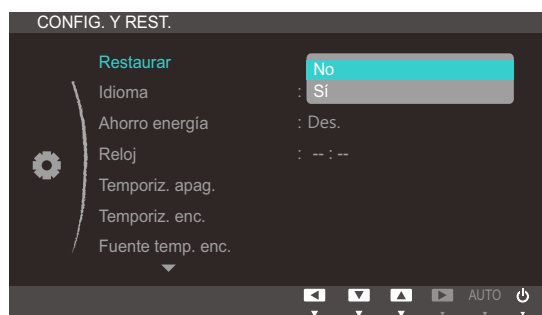 CONFIG. Y REST.
Restaurar No
Idioma : Sí
Ahorro energía : Des.
Reloj : -- : --
Temporiz. apag.
Temporiz. enc.
Fuente temp. enc.
AUTO